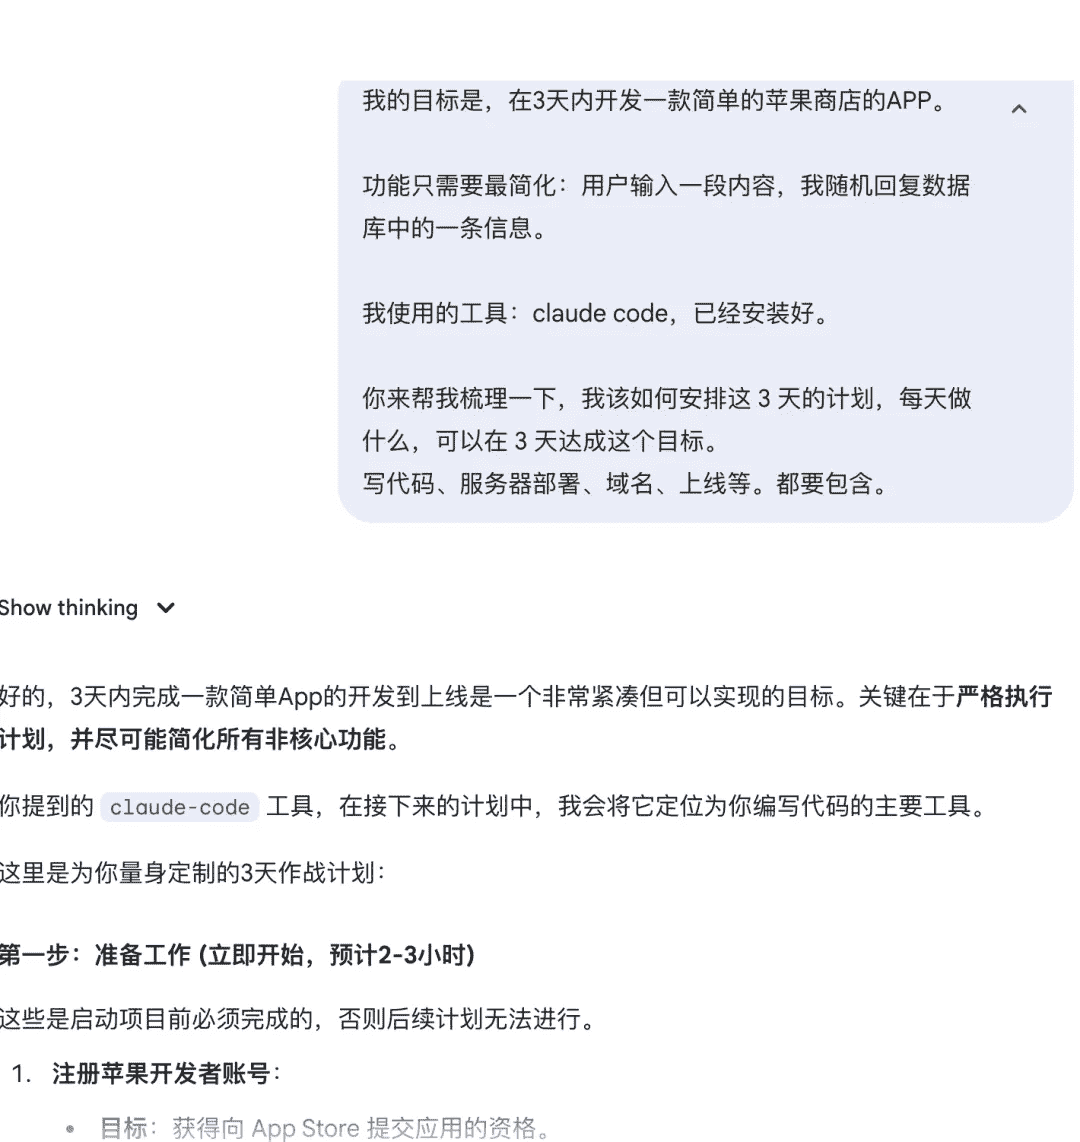 我的目标是，在3天内开发一款简单的苹果商店的APP。
功能只需要最简化：用户输入一段内容，我随机回复数据
库中的一条信息。
我使用的工具：claude code，已经安装好。
你来帮我梳理一下，我该如何安排这 3 天的计划，每天做
什么，可以在 3 天达成这个目标。
写代码、服务器部署、域名、上线等。都要包含。
Show thinking
好的，3天内完成一款简单App的开发到上线是一个非常紧凑但可以实现的目标。关键在于严格执行
计划，并尽可能简化所有非核心功能。
你提到的 claude-code 工具，在接下来的计划中，我会将它定位为你编写代码的主要工具。
这里是为你量身定制的3天作战计划：
第一步：准备工作 (立即开始，预计2-3小时)
这些是启动项目前必须完成的，否则后续计划无法进行。
1. 注册苹果开发者账号：
• 目标：获得向 App Store 提交应用的资格。